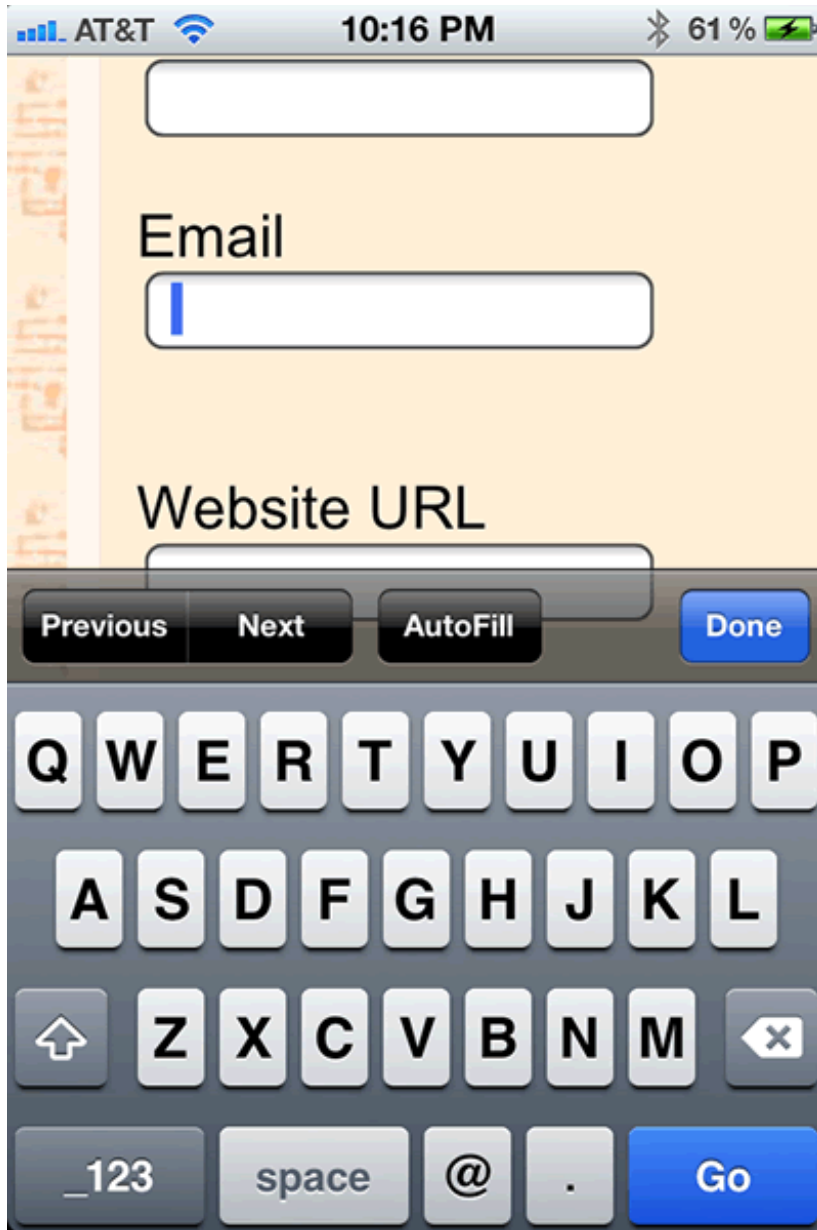 AT&T 10:16 PM 61%
Email
Website URL
Previous Next AutoFill Done
Q W E R T Y U I O P
A S D F G H J K L
Z X C V B N M
_123 space @ . Go